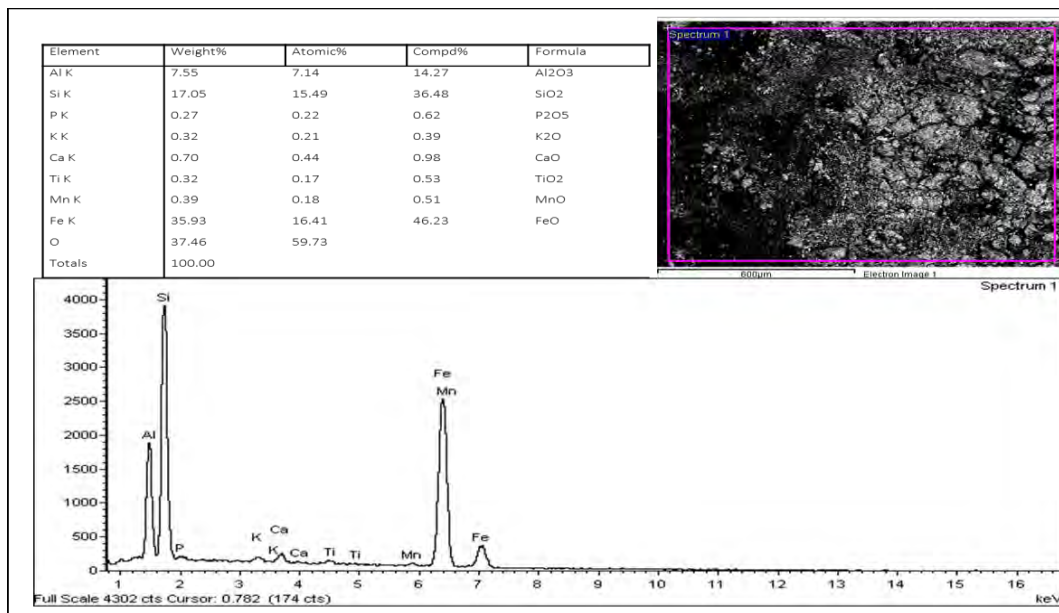 Element Weight% Atomic% Compd% Formula
Al K 7.55 7.14 14.27 Al2O3
Si K 17.05 15.49 36.48 SiO2
P K 0.27 0.22 0.62 P2O5
K K 0.32 0.21 0.39 K2O
Ca K 0.70 0.44 0.98 CaO
Ti K 0.32 0.17 0.53 TiO2
Mn K 0.39 0.18 0.51 MnO
Fe K 35.93 16.41 46.23 FeO
O 37.46 59.73
Totals 100.00
Spectrum 1
600µm Electron Image 1
Spectrum 1
4000
3500
3000
2500
2000
1500
1000
500
0
Si
Al
P
K
Ca
K
Ca
Ti
Ti
Mn
Fe
Mn
Fe
1 2 3 4 5 6 7 8 9 10 11 12 13 14 15 16
Full Scale 4302 cts Cursor: 0.782 (174 cts) keV